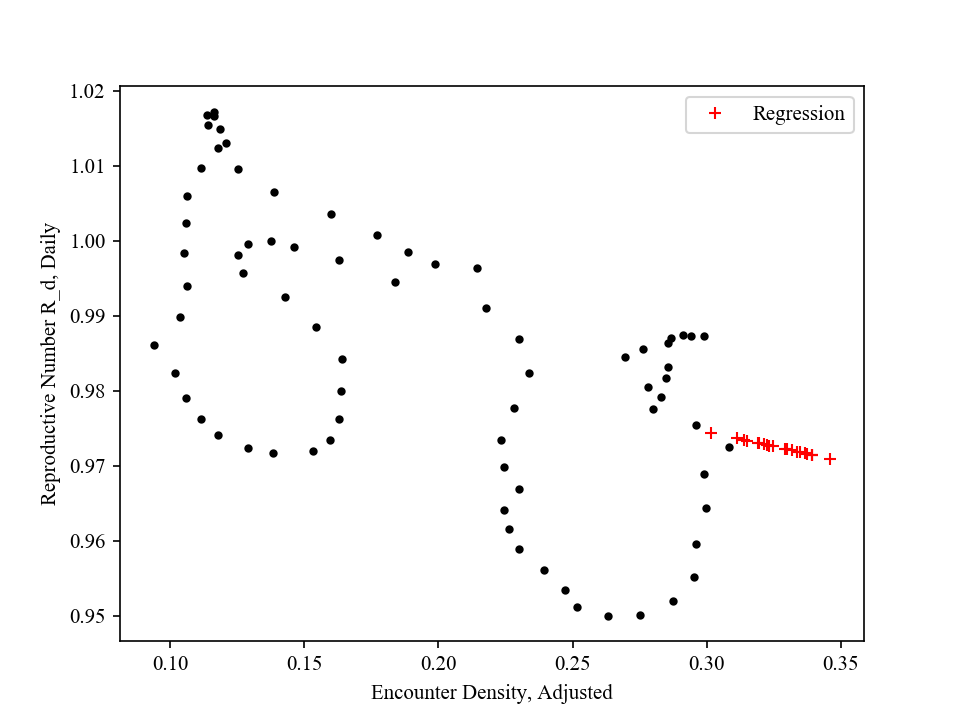 Regression
1.02
1.01
1.00
0.99
0.98
0.97
0.96
0.95
Reproductive Number R_d, Daily
0.10 0.15 0.20 0.25 0.30 0.35
Encounter Density, Adjusted